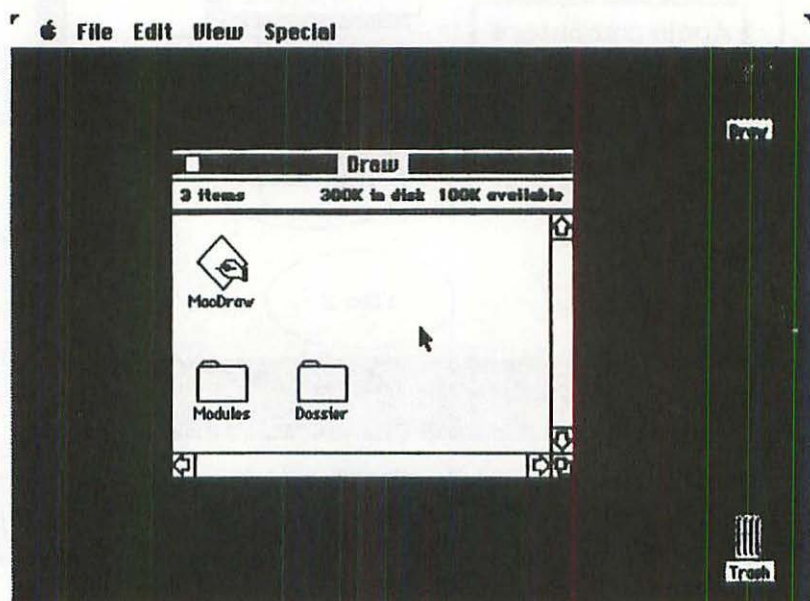 File Edit View Special
Draw
Draw
3 items 300K in disk 100K available
MacDraw
Modules Dossier
Trash